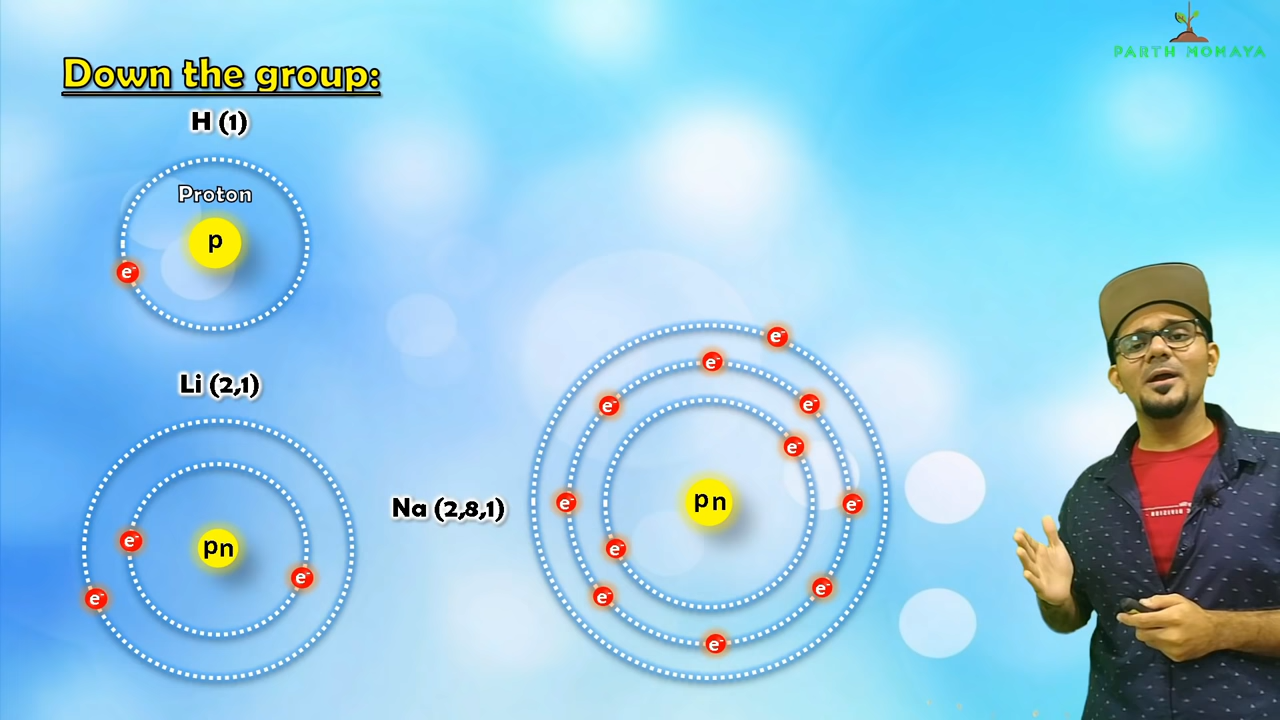 PARTH MOMAYA
Down the group:
H (1)
Proton
p
e-
Li (2,1)
e-
pn
e-
e-
Na (2,8,1)
e-
e-
e-
e-
e-
e-
pn
e-
e-
e-
e-
e-